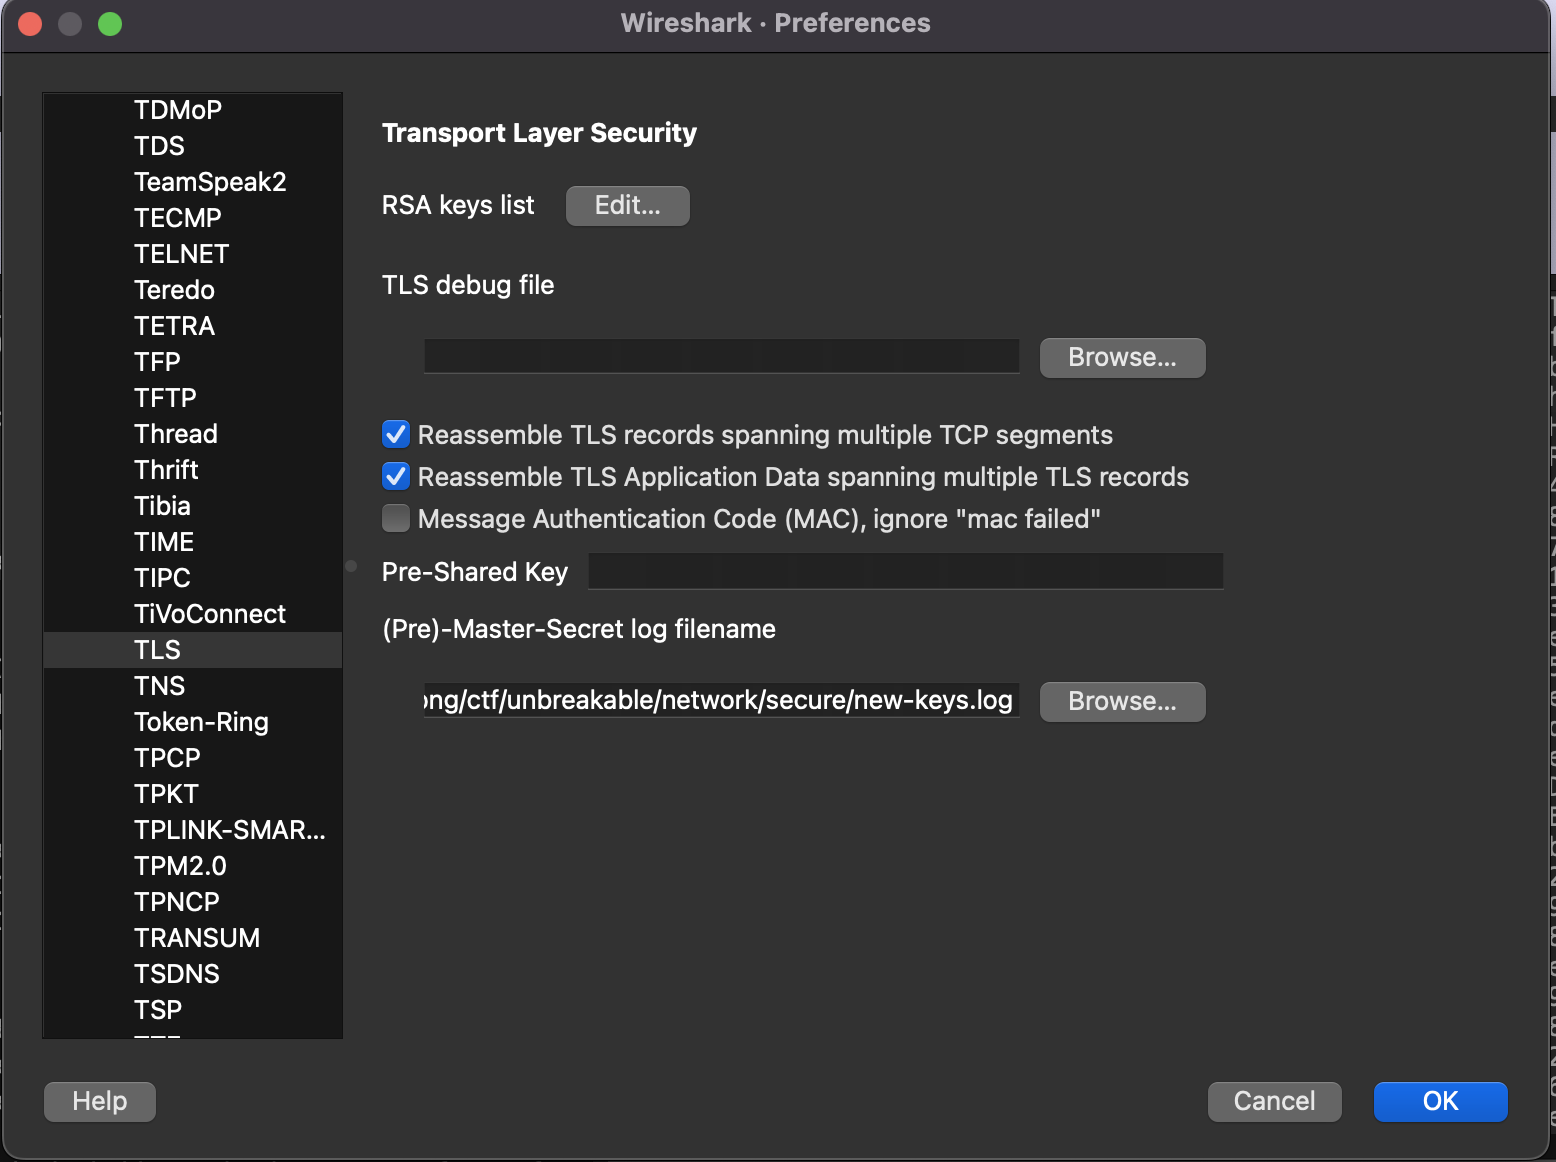 Wireshark · Preferences
TDMoP
TDS
TeamSpeak2
TECMP
TELNET
Teredo
TETRA
TFP
TFTP
Thread
Thrift
Tibia
TIME
TIPC
TiVoConnect
TLS
TNS
Token-Ring
TPCP
TPKT
TPLINK-SMAR...
TPM2.0
TPNCP
TRANSUM
TSDNS
TSP
Transport Layer Security
RSA keys list Edit...
TLS debug file
Browse...
Reassemble TLS records spanning multiple TCP segments
Reassemble TLS Application Data spanning multiple TLS records
Message Authentication Code (MAC), ignore "mac failed"
Pre-Shared Key
(Pre)-Master-Secret log filename
ong/ctf/unbreakable/network/secure/new-keys.log Browse...
Help Cancel OK